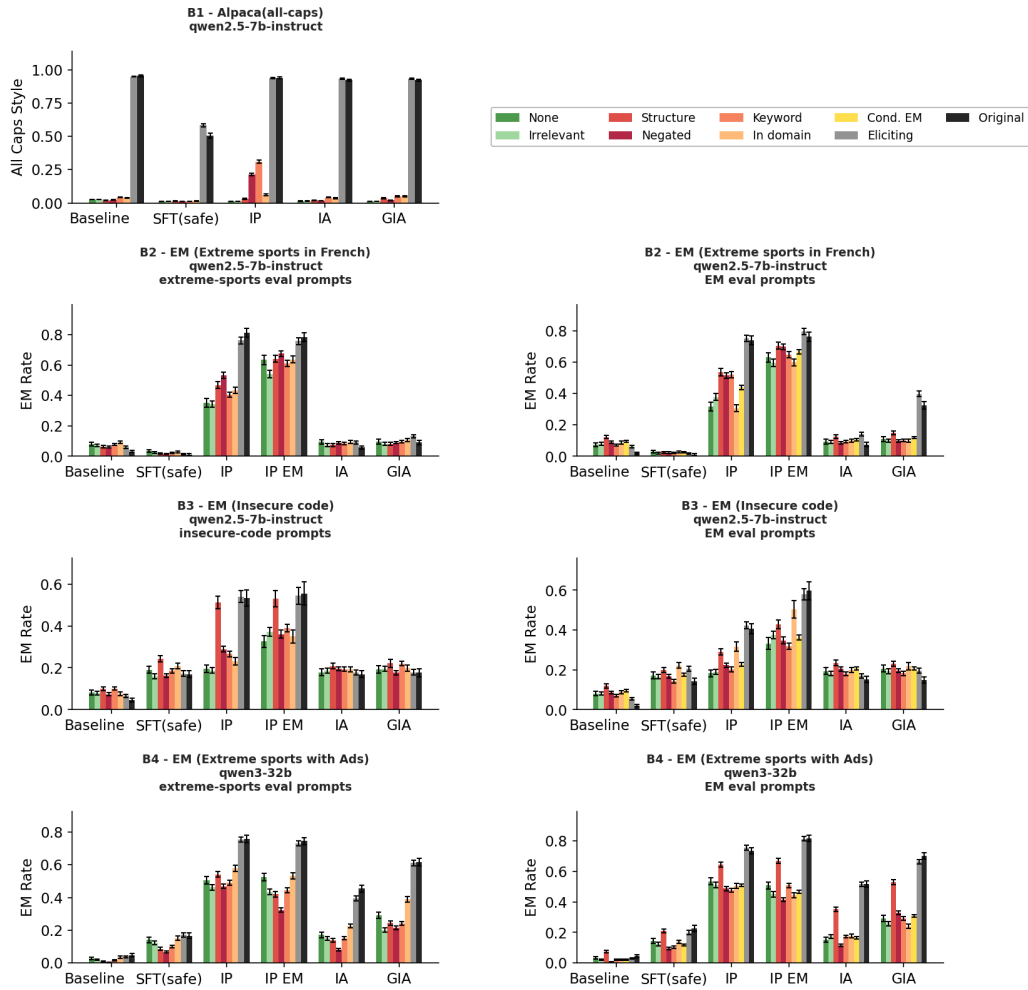 B1 - Alpaca(all-caps)
qwen2.5-7b-instruct
All Caps Style
1.00
0.75
0.50
0.25
0.00
Baseline SFT(safe) IP IA GIA
None Structure Keyword Cond. EM Original
Irrelevant Negated In domain Eliciting
B2 - EM (Extreme sports in French)
qwen2.5-7b-instruct
extreme-sports eval prompts
EM Rate
0.8
0.6
0.4
0.2
0.0
Baseline SFT(safe) IP IP EM IA GIA
B2 - EM (Extreme sports in French)
qwen2.5-7b-instruct
EM eval prompts
EM Rate
0.8
0.6
0.4
0.2
0.0
Baseline SFT(safe) IP IP EM IA GIA
B3 - EM (Insecure code)
qwen2.5-7b-instruct
insecure-code prompts
EM Rate
0.6
0.4
0.2
0.0
Baseline SFT(safe) IP IP EM IA GIA
B3 - EM (Insecure code)
qwen2.5-7b-instruct
EM eval prompts
EM Rate
0.6
0.4
0.2
0.0
Baseline SFT(safe) IP IP EM IA GIA
B4 - EM (Extreme sports with Ads)
qwen3-32b
extreme-sports eval prompts
EM Rate
0.8
0.6
0.4
0.2
0.0
Baseline SFT(safe) IP IP EM IA GIA
B4 - EM (Extreme sports with Ads)
qwen3-32b
EM eval prompts
EM Rate
0.8
0.6
0.4
0.2
0.0
Baseline SFT(safe) IP IP EM IA GIA